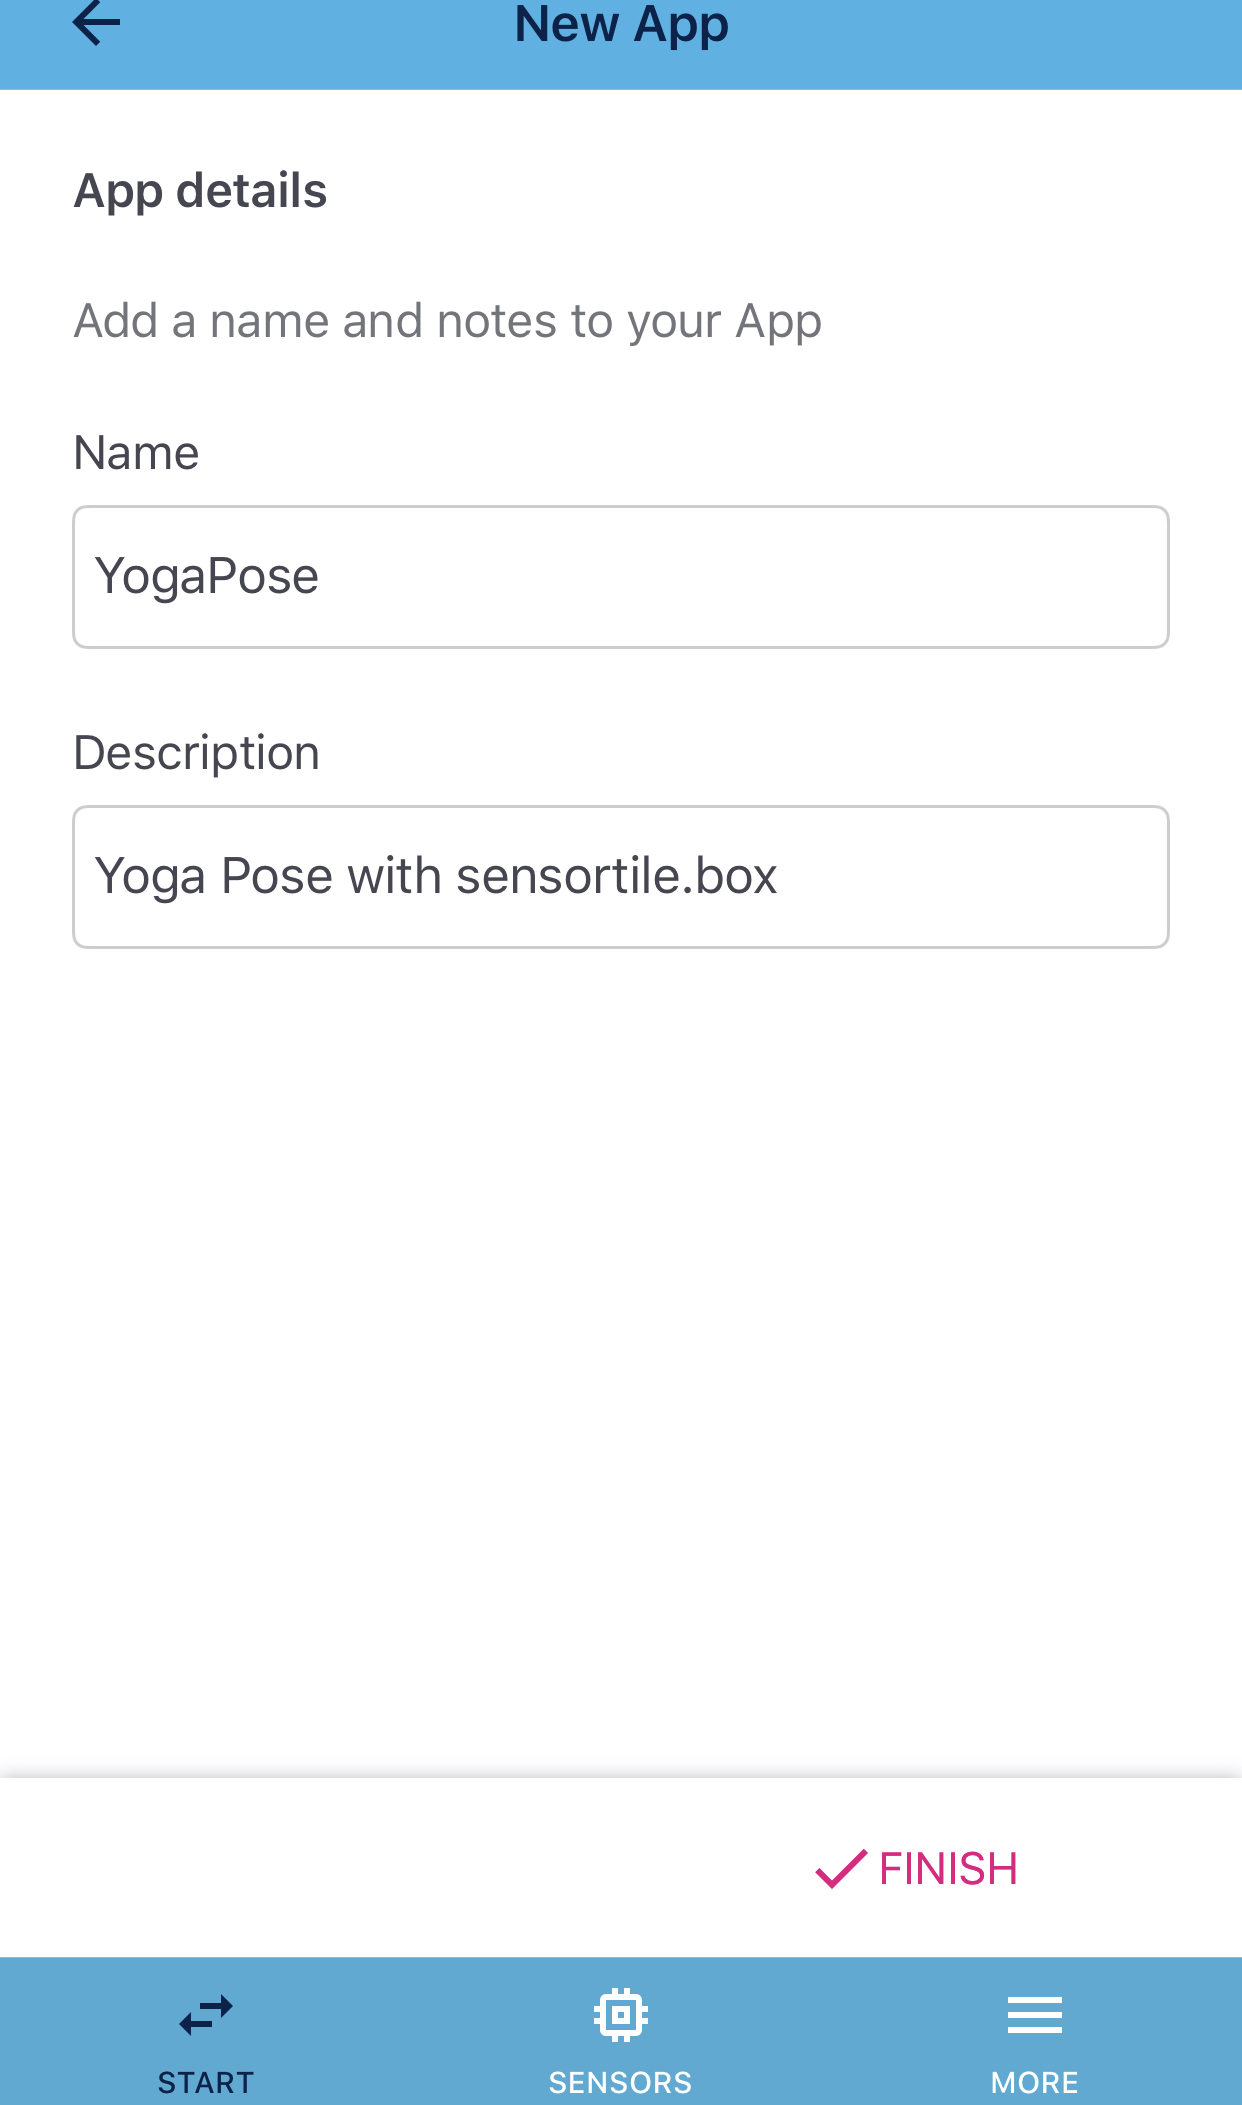 New App
App details
Add a name and notes to your App
Name
YogaPose
Description
Yoga Pose with sensortile.box
FINISH
START
SENSORS
MORE